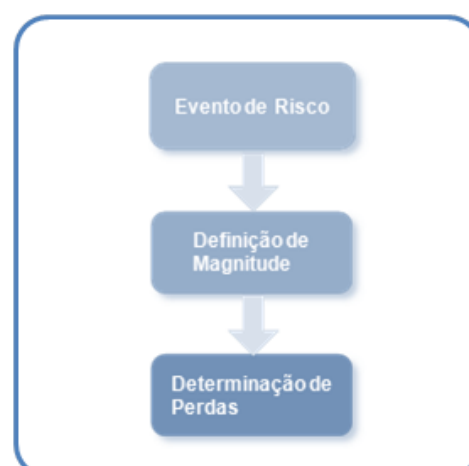 Evento de Risco
Definição de
Magnitude
Determinação de
Perdas